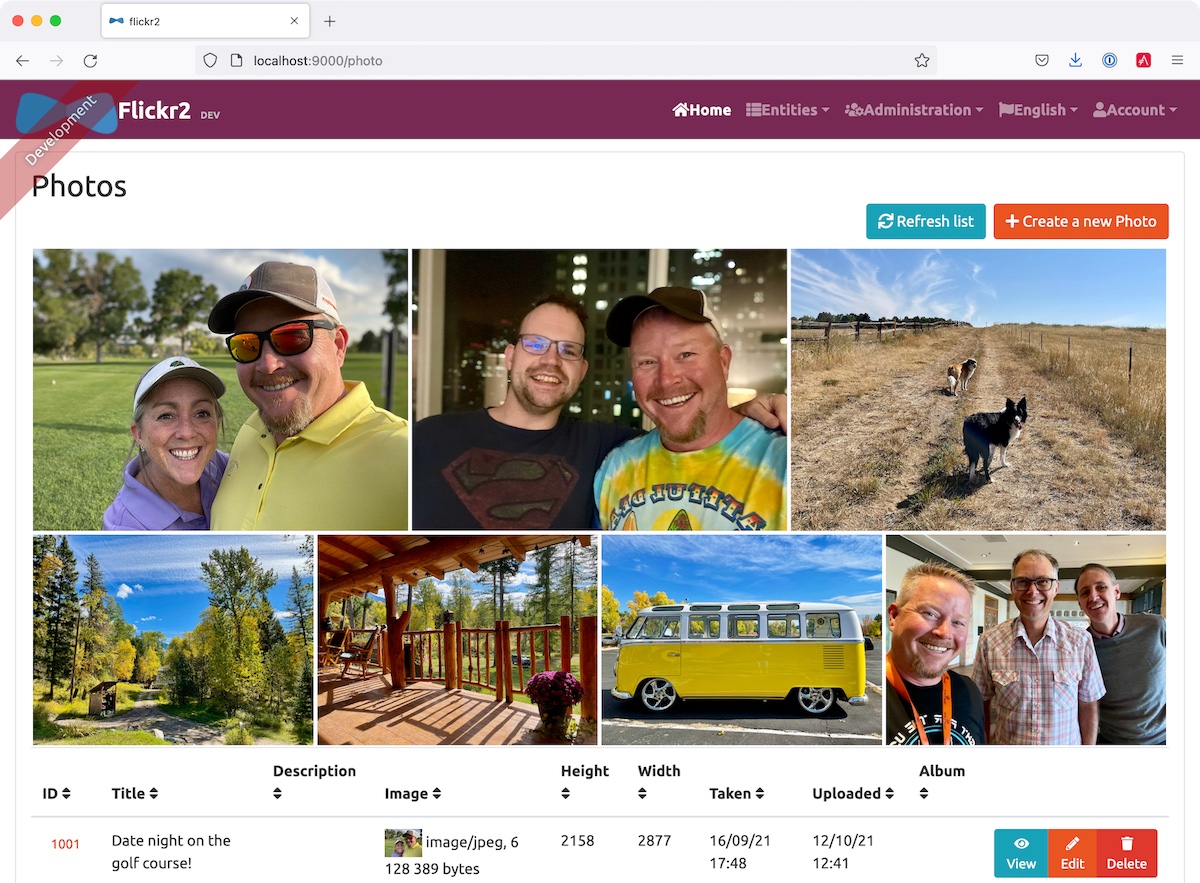 flickr2
localhost:9000/photo
Development
Flickr2 DEV
Home Entities Administration English Account
Photos
Refresh list
Create a new Photo
ID Title Description Image Height Width Taken Uploaded Album
1001 Date night on the golf course! image/jpeg, 6 128 389 bytes 2158 2877 16/09/21 17:48 12/10/21 12:41
View Edit Delete